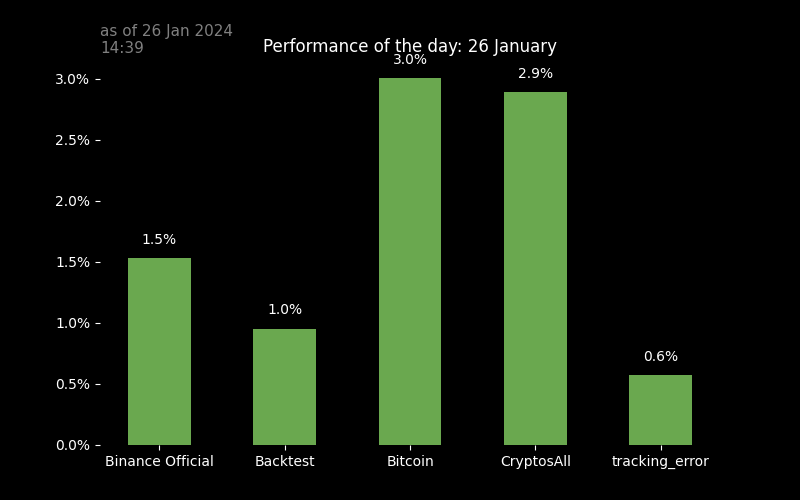 as of 26 Jan 2024
14:39
Performance of the day: 26 January
3.0%
2.5%
2.0%
1.5%
1.0%
0.5%
0.0%
1.5%
1.0%
3.0%
2.9%
0.6%
Binance Official
Backtest
Bitcoin
CryptosAll
tracking_error